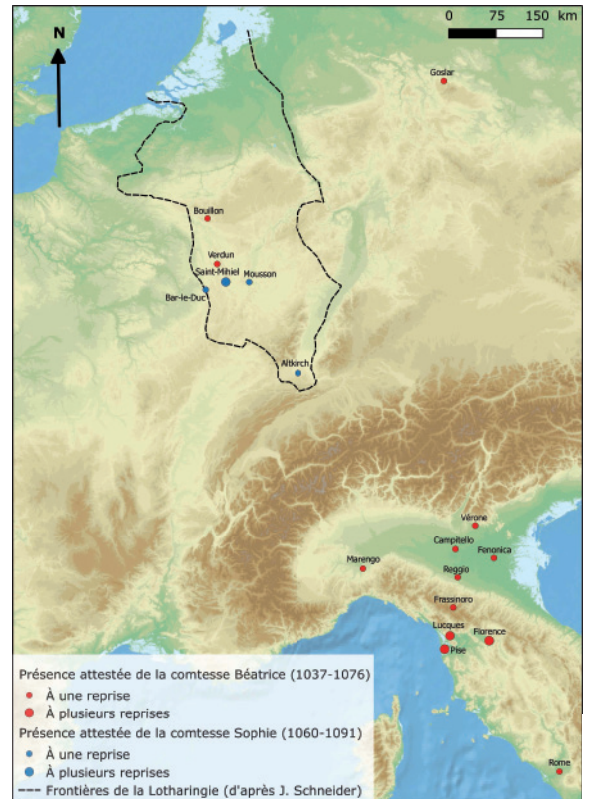 0 75 150 km
N
Goslar
Bouillon
Verdun
Saint-Mihiel
Mousson
Bar-le-Duc
Altkirch
Vérone
Campitello
Fenonica
Marengo
Reggio
Frassinoro
Lucques
Florence
Pise
Rome
Présence attestée de la comtesse Béatrice (1037-1076)
À une reprise
À plusieurs reprises
Présence attestée de la comtesse Sophie (1060-1091)
À une reprise
À plusieurs reprises
Frontières de la Lotharingie (d'après J. Schneider)